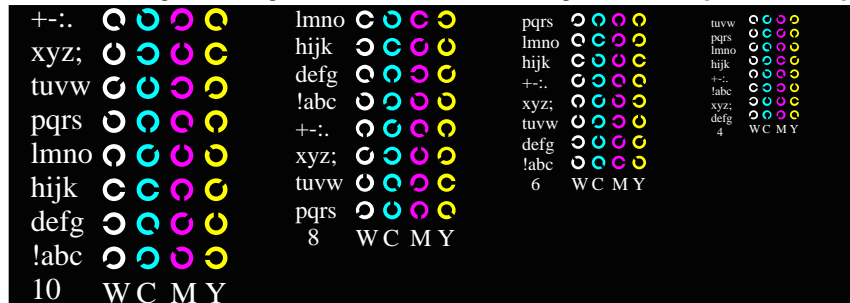 +-:.
xyz;
tuvw
pqrs
lmno
hijk
defg
!abc
10 W C M Y
lmno
hijk
defg
!abc
+-:.
xyz;
tuvw
pqrs
8 W C M Y
pqrs
lmno
hijk
+-:.
xyz;
tuvw
defg
!abc
6 W C M Y
tuvw
pqrs
lmno
hijk
+-:.
!abc
xyz;
defg
4 W C M Y